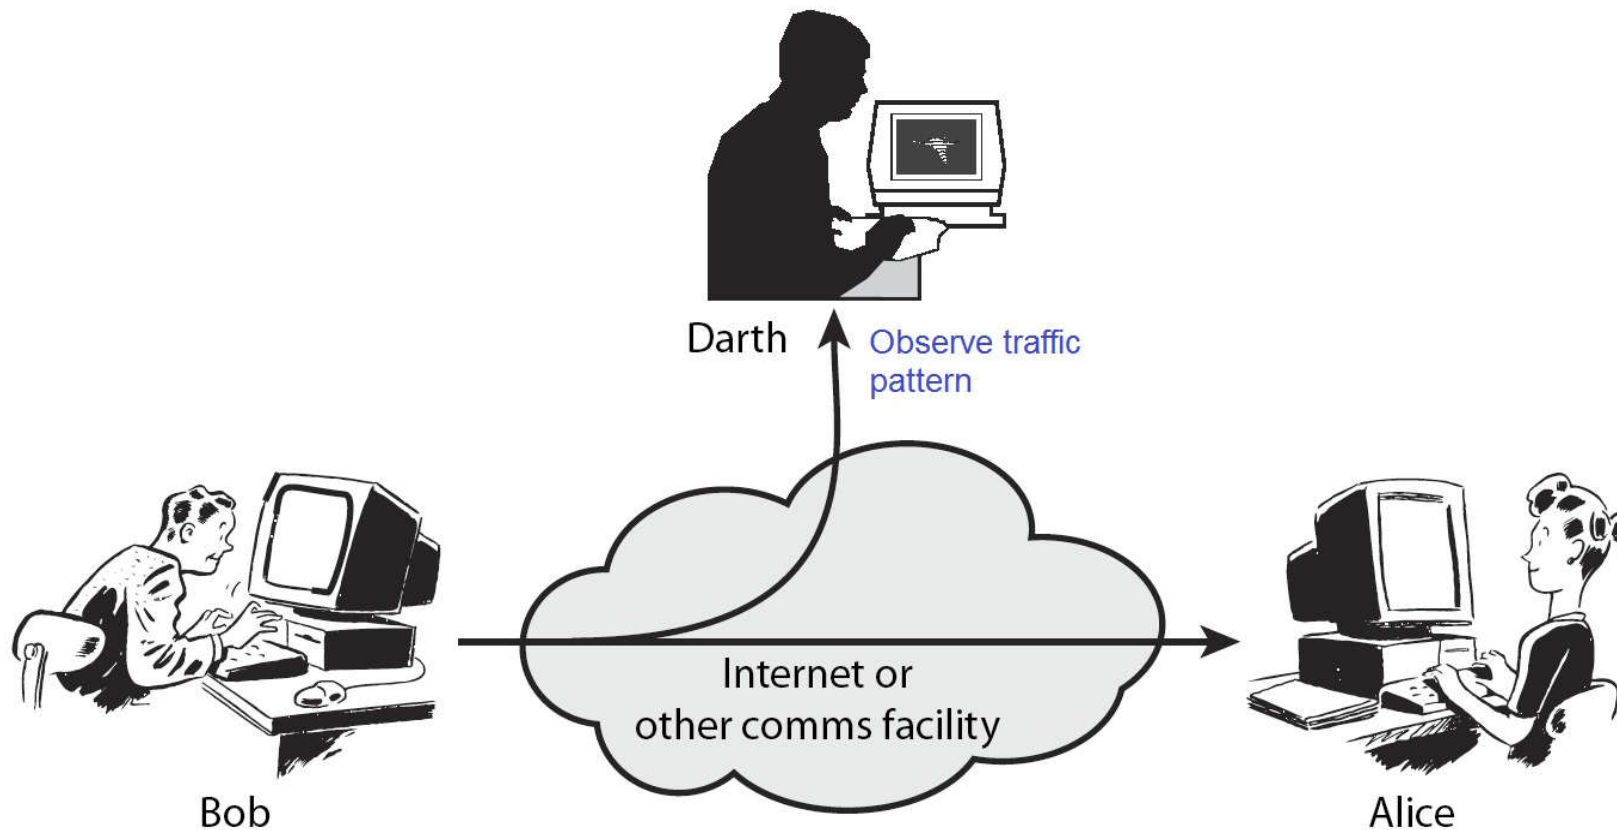 Darth
Observe traffic
pattern
Internet or
other comms facility
Bob
Alice